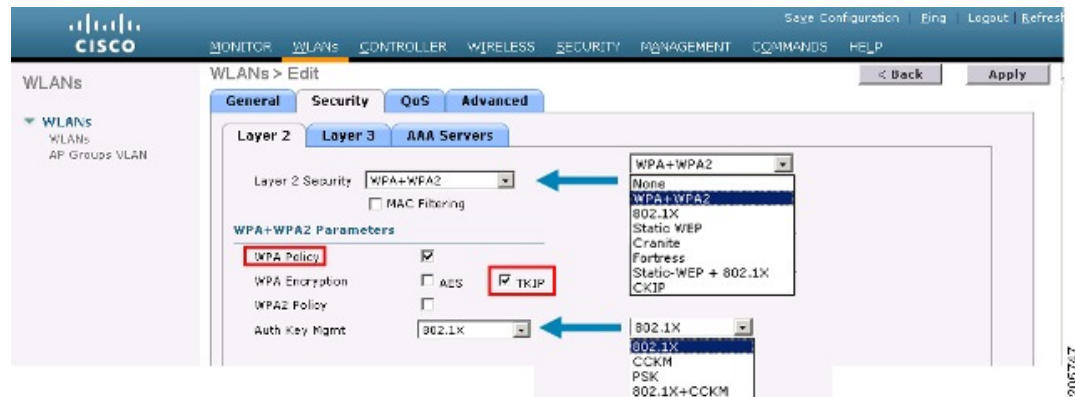 Save Configuration Ping Logout Refresh
CISCO
MONITOR WLANs CONTROLLER WIRELESS SECURITY MANAGEMENT COMMANDS HELP
WLANs
WLANs
WLANs
AP Groups VLAN
WLANs > Edit
< Back Apply
General Security QoS Advanced
Layer 2 Layer 3 AAA Servers
Layer 2 Security WPA+WPA2
MAC Filtering
WPA+WPA2 Parameters
WPA Policy
WPA Encryption AES TKIP
WPA2 Policy
Auth Key Mgmt 802.1X
WPA+WPA2
None
WPA+WPA2
802.1X
Static WEP
Cranite
Fortress
Static-WEP + 802.1X
CKIP
802.1X
802.1X
CCKM
PSK
802.1X+CCKM
205747